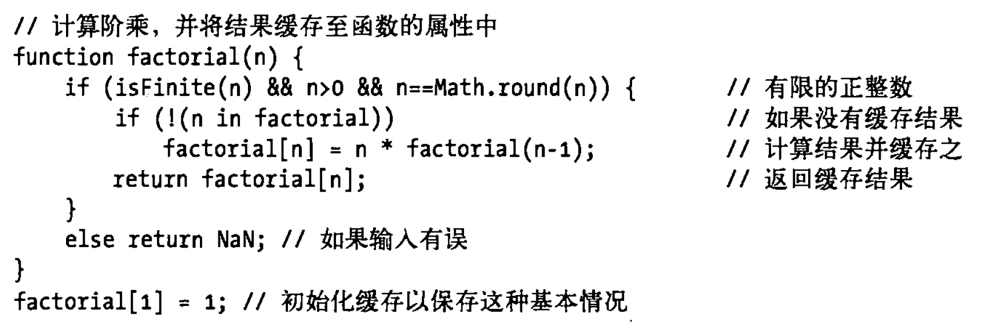 // 计算阶乘，并将结果缓存至函数的属性中
function factorial(n) {
    if (isFinite(n) && n>0 && n==Math.round(n)) {       // 有限的正整数
        if (!(n in factorial))                          // 如果没有缓存结果
            factorial[n] = n * factorial(n-1);          // 计算结果并缓存之
        return factorial[n];                            // 返回缓存结果
    }
    else return NaN; // 如果输入有误
}
factorial[1] = 1; // 初始化缓存以保存这种基本情况